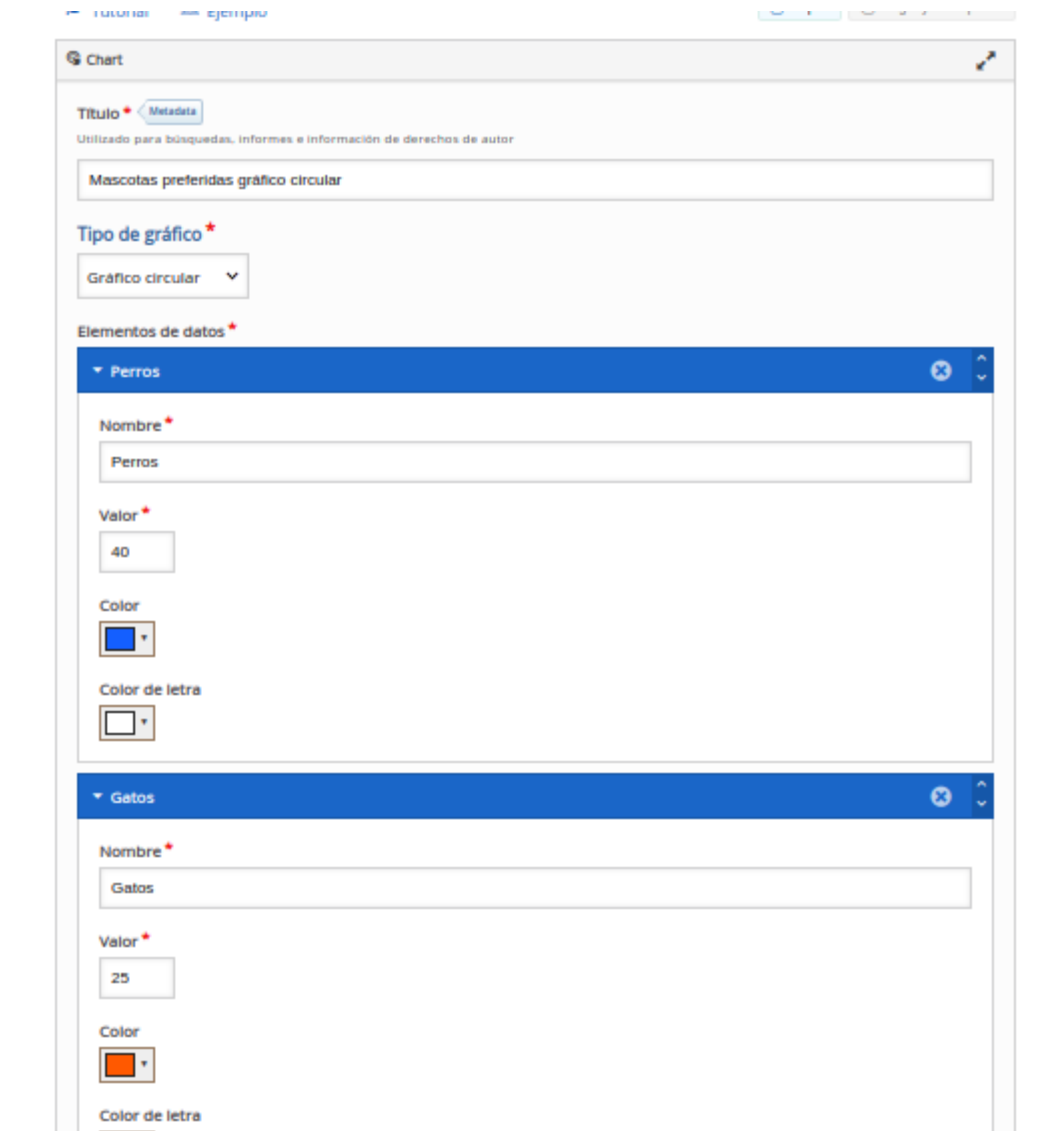 Tutorial Ejemplo
Chart
Título * Metadata
Utilizado para búsquedas, informes e información de derechos de autor
Mascotas preferidas gráfico circular
Tipo de gráfico *
Gráfico circular
Elementos de datos *
Perros
Nombre *
Perros
Valor *
40
Color
Color de letra
Gatos
Nombre *
Gatos
Valor *
25
Color
Color de letra